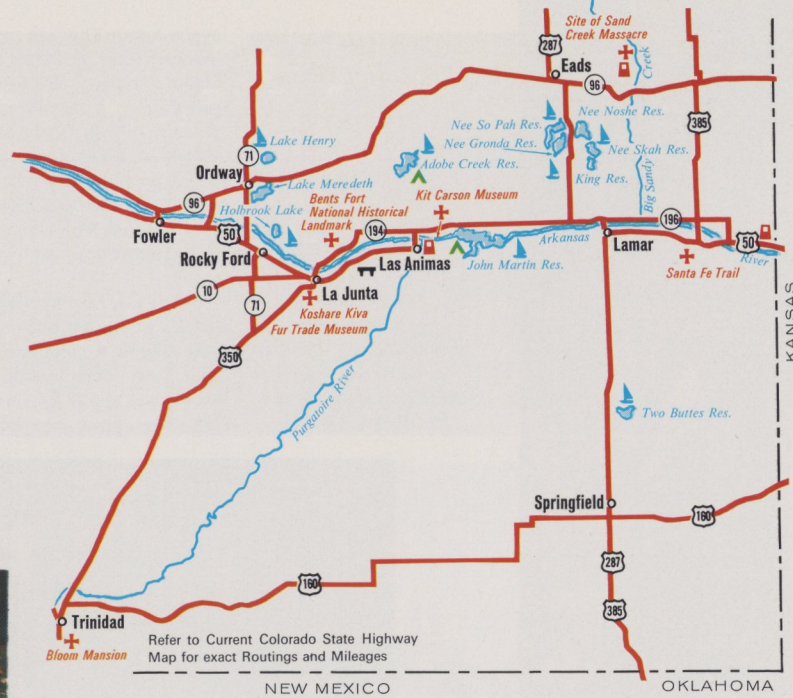 Site of Sand
Creek Massacre
287
Eads
Creek
96
385
Nee Noshe Res.
Nee So Pah Res.
Nee Gronda Res.
Nee Skah Res.
King Res.
Big Sandy
Lake Henry
71
Ordway
Lake Meredeth
Adobe Creek Res.
96
Bents Fort
National Historical
Landmark
Kit Carson Museum
Holbrook Lake
Fowler
50
194
196
Arkansas
Lamar
50
River
Rocky Ford
Las Animas
John Martin Res.
Santa Fe Trail
10
La Junta
71
Koshare Kiva
Fur Trade Museum
KANSAS
350
Purgatoire River
Two Buttes Res.
Springfield
160
287
160
385
Trinidad
Bloom Mansion
Refer to Current Colorado State Highway
Map for exact Routings and Mileages
NEW MEXICO
OKLAHOMA